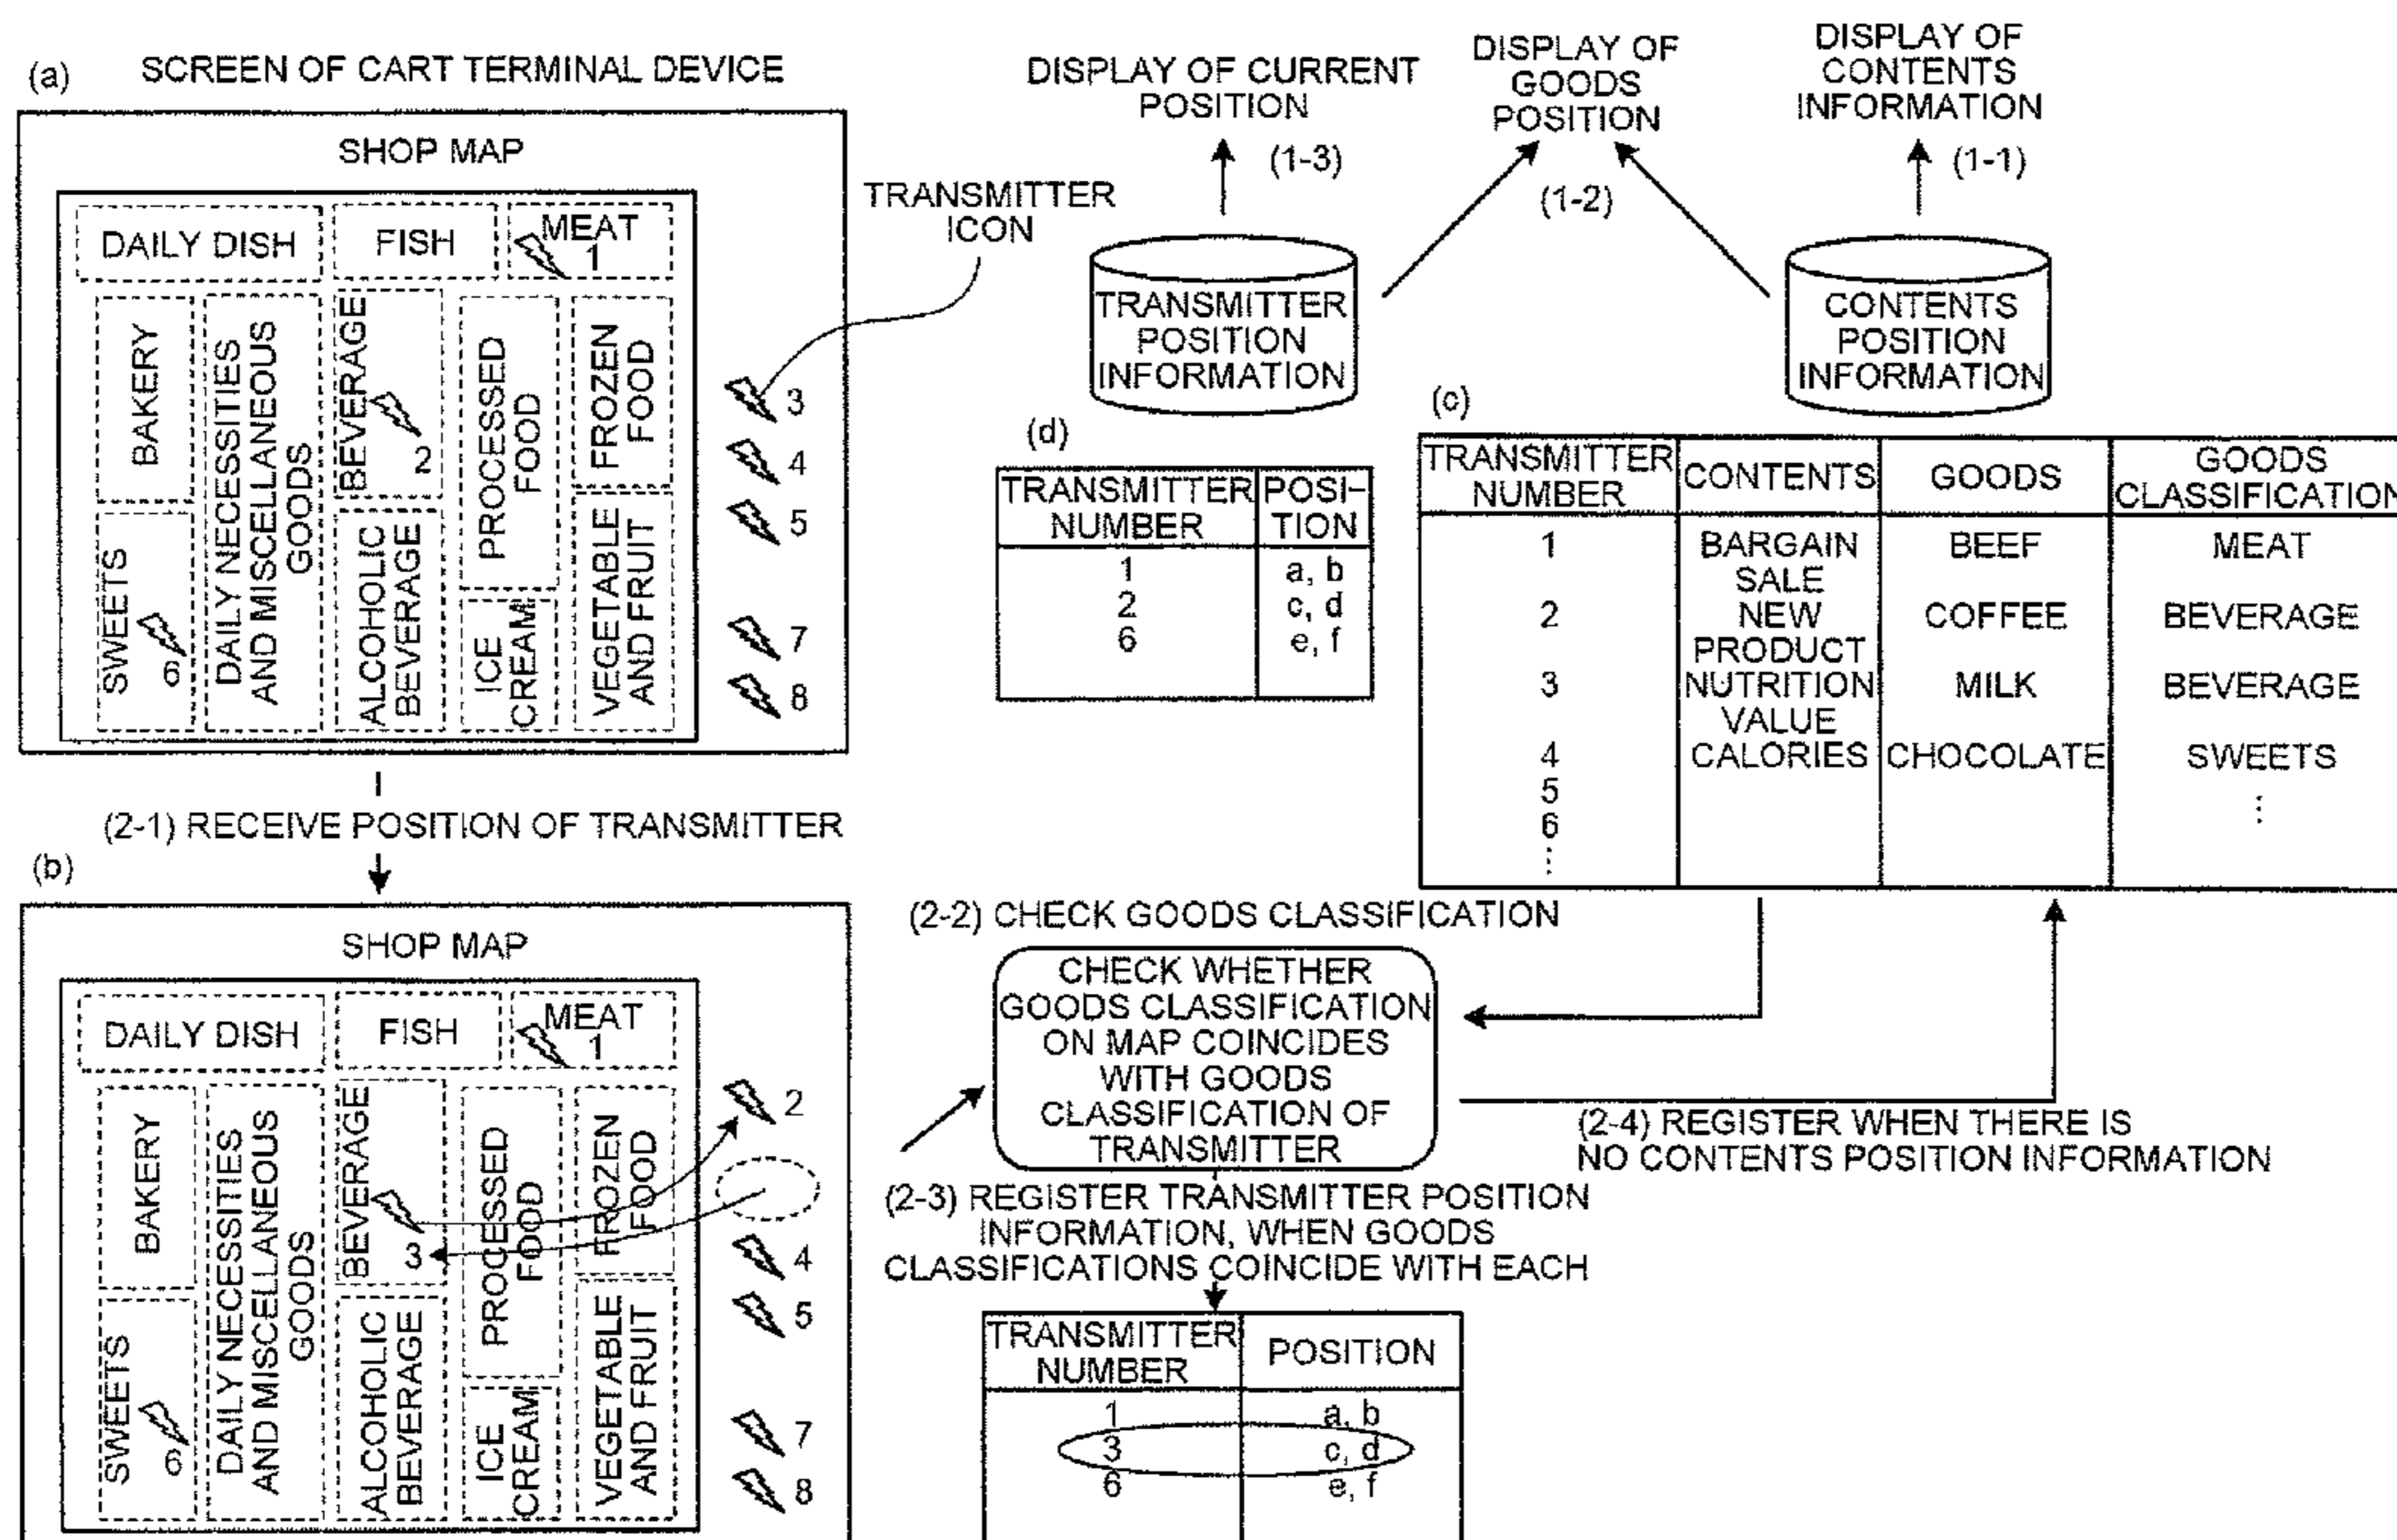 (a) SCREEN OF CART TERMINAL DEVICE
SHOP MAP
DAILY DISH
FISH
MEAT
1
BAKERY
DAILY NECESSITIES
AND MISCELLANEOUS
GOODS
BEVERAGE
2
PROCESSED
FOOD
FROZEN
FOOD
SWEETS
6
ALCOHOLIC
BEVERAGE
ICE
CREAM
VEGETABLE
AND FRUIT
3
4
5
7
8
TRANSMITTER
ICON
DISPLAY OF CURRENT
POSITION
(1-3)
DISPLAY OF
GOODS
POSITION
(1-2)
DISPLAY OF
CONTENTS
INFORMATION
(1-1)
TRANSMITTER
POSITION
INFORMATION
CONTENTS
POSITION
INFORMATION
(d)
TRANSMITTER
NUMBER
POSI-
TION
1 a, b
2 c, d
6 e, f
(c)
TRANSMITTER
NUMBER
CONTENTS
GOODS
GOODS
CLASSIFICATION
1 BARGAIN BEEF MEAT
SALE
2 NEW COFFEE BEVERAGE
PRODUCT
3 NUTRITION MILK BEVERAGE
VALUE
4 CALORIES CHOCOLATE SWEETS
5
6
(2-1) RECEIVE POSITION OF TRANSMITTER
(b)
SHOP MAP
DAILY DISH
FISH
MEAT
1
BAKERY
DAILY NECESSITIES
AND MISCELLANEOUS
GOODS
BEVERAGE
3
PROCESSED
FOOD
FROZEN
FOOD
SWEETS
6
ALCOHOLIC
BEVERAGE
ICE
CREAM
VEGETABLE
AND FRUIT
2
4
5
7
8
(2-2) CHECK GOODS CLASSIFICATION
CHECK WHETHER
GOODS CLASSIFICATION
ON MAP COINCIDES
WITH GOODS
CLASSIFICATION OF
TRANSMITTER
(2-4) REGISTER WHEN THERE IS
NO CONTENTS POSITION INFORMATION
(2-3) REGISTER TRANSMITTER POSITION
INFORMATION, WHEN GOODS
CLASSIFICATIONS COINCIDE WITH EACH
TRANSMITTER
NUMBER
POSITION
1 a, b
3 c, d
6 e, f